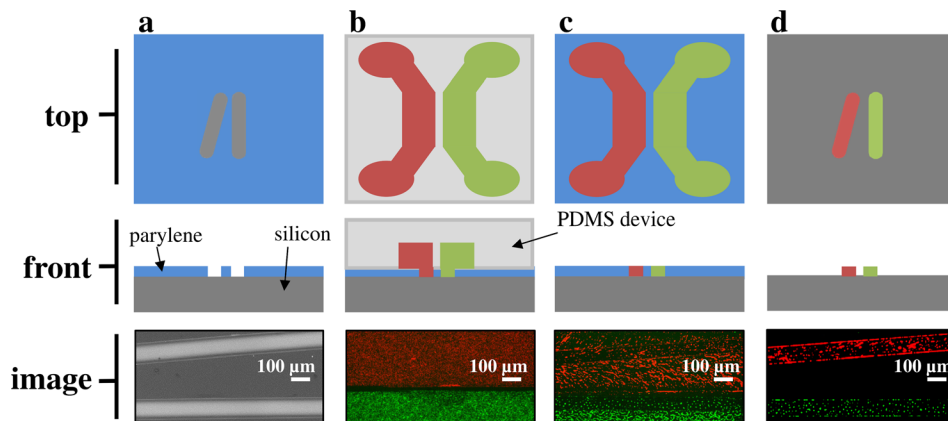 a b c d
top
PDMS device
parylene silicon
front
image
100 μm 100 μm 100 μm 100 μm